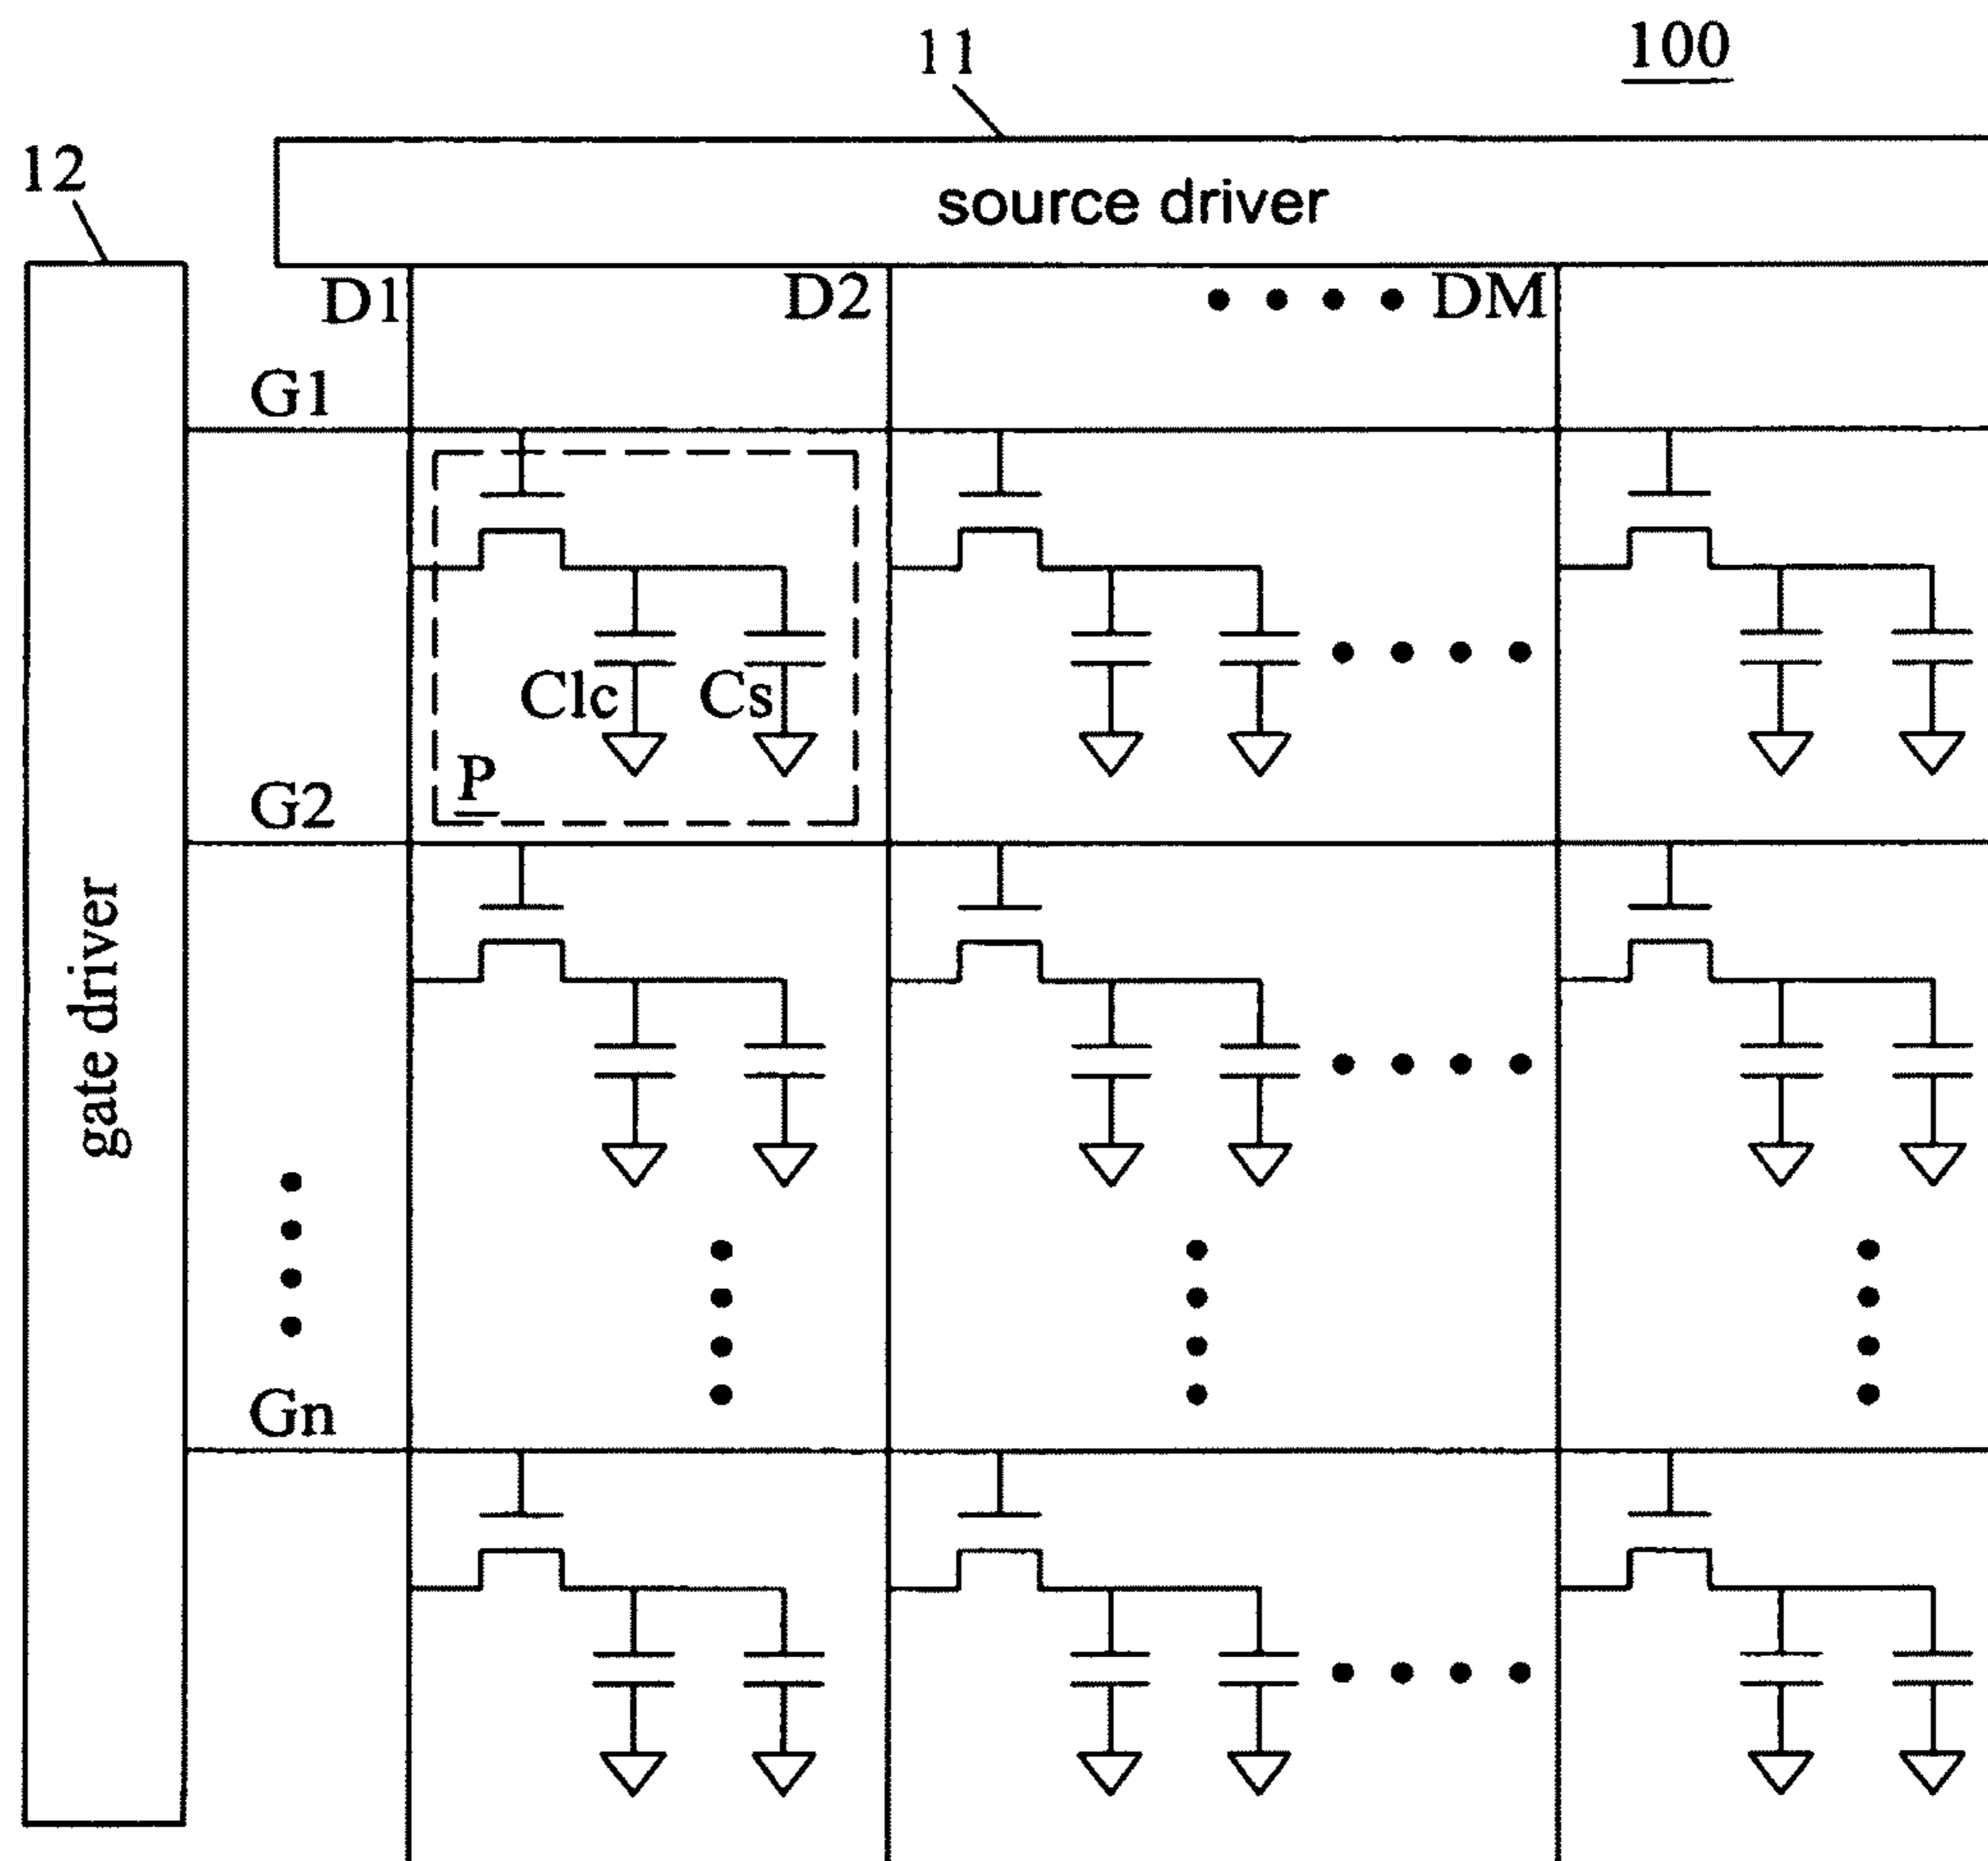 100
11
12
source driver
D1
D2
DM
G1
Clc
Cs
P
G2
gate driver
Gn